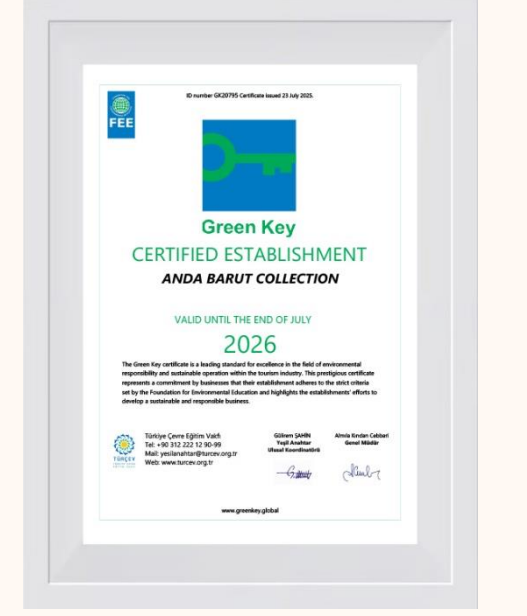 ID number GK20795 Certificate issued 23 July 2025.
FEE
Green Key
CERTIFIED ESTABLISHMENT
ANDA BARUT COLLECTION
VALID UNTIL THE END OF JULY
2026
The Green Key certificate is a leading standard for excellence in the field of environmental
responsibility and sustainable operation within the tourism industry. This prestigious certificate
represents a commitment by businesses that their establishment adheres to the strict criteria
set by the Foundation for Environmental Education and highlights the establishments' efforts to
develop a sustainable and responsible business.
Türkiye Çevre Eğitim Vakfı
Tel: +90 312 222 12 90-99
Mail: yesilanahtar@turcev.org.tr
Web: www.turcev.org.tr
TÜRÇEV
Gülirem ŞAHİN
Yeşil Anahtar
Ulusal Koordinatörü
Almıla Kından Cebbari
Genel Müdür
www.greenkey.global